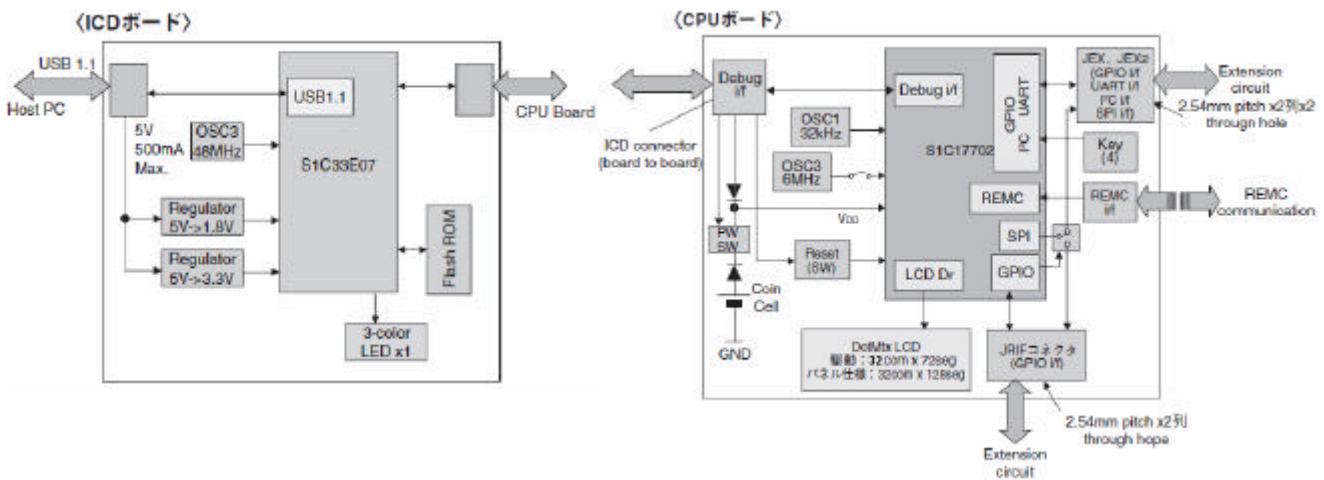 〈ICDボード〉
USB 1.1
Host PC
5V
500mA
Max.
OSC3
48MHz
USB1.1
S1C33E07
CPU Board
Regulator
5V->1.8V
Regulator
5V->3.3V
Flash ROM
3-color
LED x1
〈CPUボード〉
Debug
i/f
ICD connector
(board to board)
OSC1
32kHz
OSC3
6MHz
Debug i/f
S1C17702
GPIO UART
I²C
JEX、JEX2
(GPIO i/f
UART i/f
I²C i/f
SPI i/f)
Extension
circuit
2.54mm pitch x2列x2
througn hole
Key
(4)
REMC
REMC
i/f
REMC
communication
VDD
PW
SW
Reset
(SW)
SPI
GPIO
LCD Dr
Coin
Cell
GND
DotMtx LCD
駆動：32com x 72seg
パネル仕様：32com x 128seg
JRIFコネクタ
(GPIO i/f)
2.54mm pitch x2列
through hope
Extension
circuit